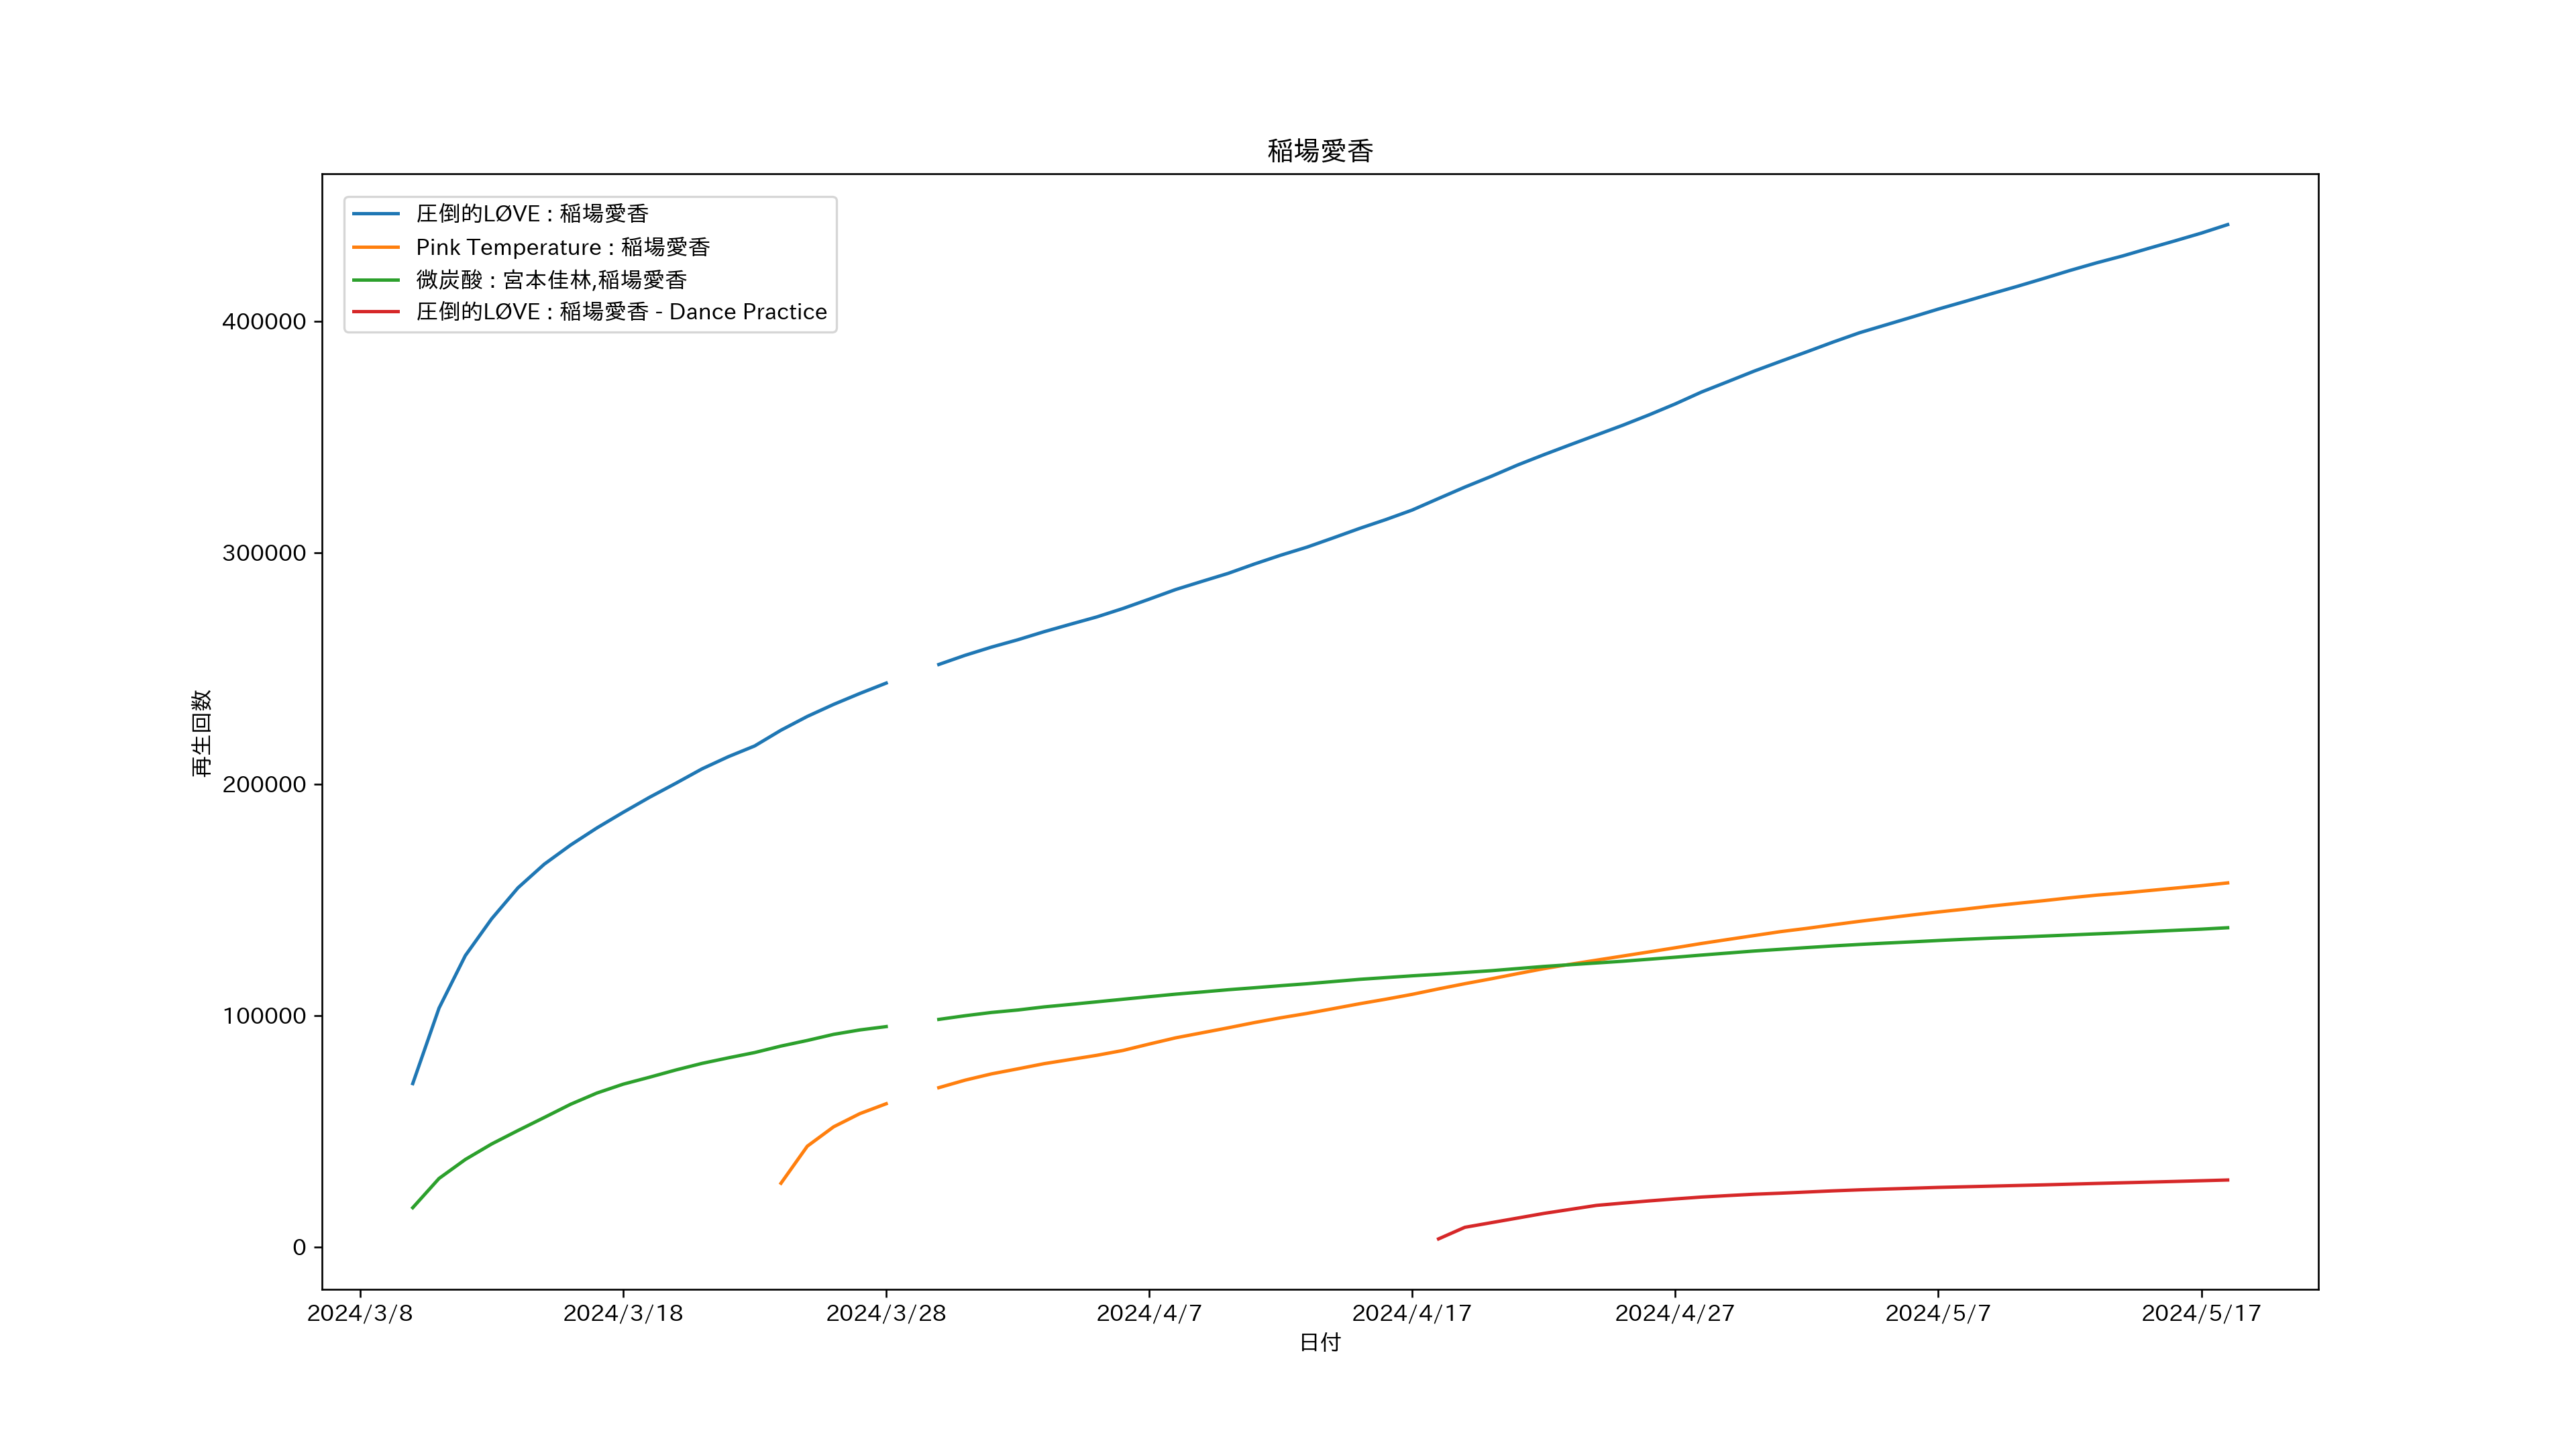 稲場愛香
圧倒的LØVE : 稲場愛香
Pink Temperature : 稲場愛香
微炭酸 : 宮本佳林,稲場愛香
圧倒的LØVE : 稲場愛香 - Dance Practice
再生回数
400000
300000
200000
100000
0
2024/3/8 2024/3/18 2024/3/28 2024/4/7 2024/4/17 2024/4/27 2024/5/7 2024/5/17
日付